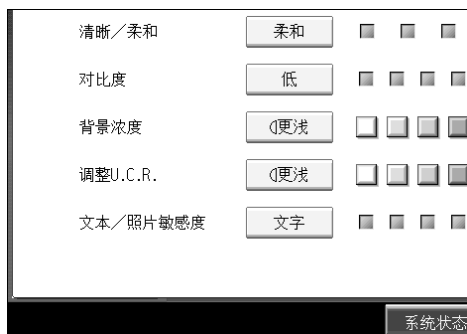 清晰／柔和 柔和
对比度 低
背景浓度 更浅
调整U.C.R. 更浅
文本／照片敏感度 文字
系统状态